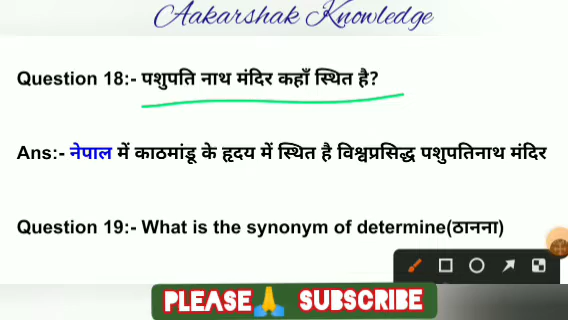 Aakarshak Knowledge
Question 18:- पशुपति नाथ मंदिर कहाँ स्थित है?
Ans:- नेपाल में काठमांडू के हृदय में स्थित है विश्वप्रसिद्ध पशुपतिनाथ मंदिर
Question 19:- What is the synonym of determine(ठानना)
PLEASE🙏 SUBSCRIBE